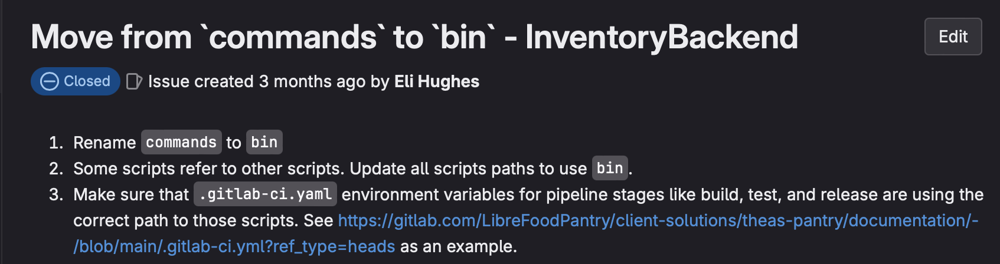 Move from `commands` to `bin` - InventoryBackend
Edit
Closed Issue created 3 months ago by Eli Hughes
1. Rename commands to bin
2. Some scripts refer to other scripts. Update all scripts paths to use bin.
3. Make sure that .gitlab-ci.yaml environment variables for pipeline stages like build, test, and release are using the
correct path to those scripts. See https://gitlab.com/LibreFoodPantry/client-solutions/theas-pantry/documentation/-
/blob/main/.gitlab-ci.yml?ref_type=heads as an example.